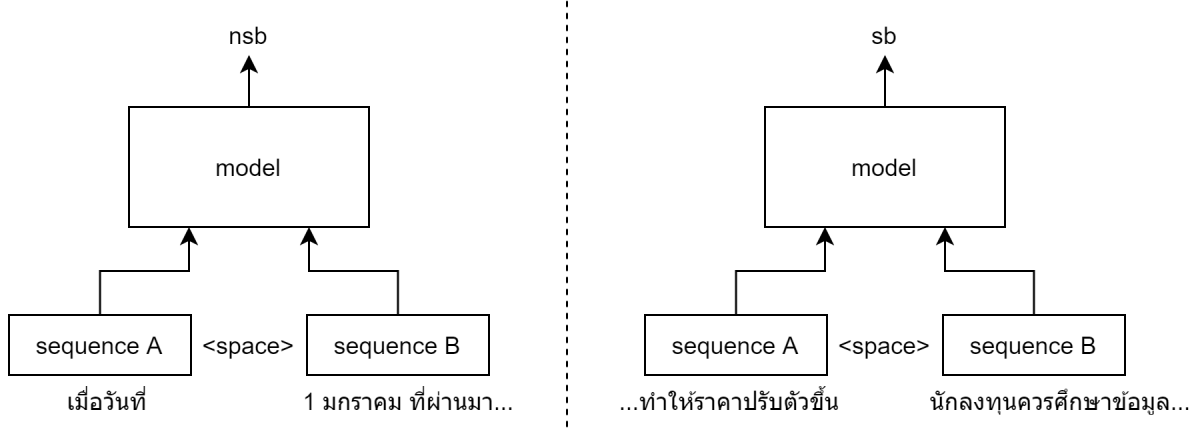 nsb
model
sequence A <space> sequence B
เมื่อวันที่ 1 มกราคม ที่ผ่านมา...
sb
model
sequence A <space> sequence B
...ทำให้ราคาปรับตัวขึ้น นักลงทุนควรศึกษาข้อมูล...